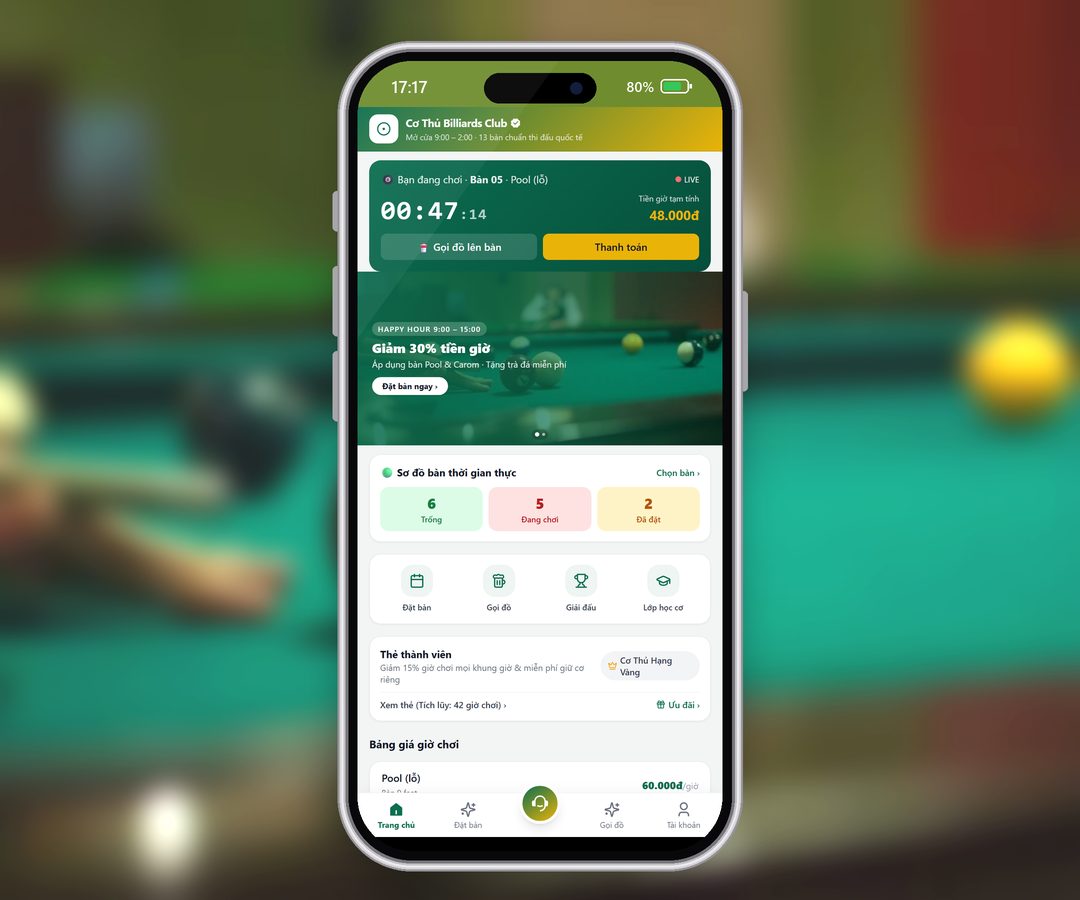 17:17
80%
Cơ Thủ Billiards Club
Mở cửa 9:00 – 2:00 · 13 bàn chuẩn thi đấu quốc tế
Bạn đang chơi · Bàn 05 · Pool (lỗ)
LIVE
00:47:14
Tiền giờ tạm tính
48.000đ
Gọi đồ lên bàn
Thanh toán
HAPPY HOUR 9:00 – 15:00
Giảm 30% tiền giờ
Áp dụng bàn Pool & Carom · Tặng trà đá miễn phí
Đặt bàn ngay ›
Sơ đồ bàn thời gian thực
Chọn bàn ›
6
Trống
5
Đang chơi
2
Đã đặt
Đặt bàn
Gọi đồ
Giải đấu
Lớp học cơ
Thẻ thành viên
Giảm 15% giờ chơi mọi khung giờ & miễn phí giữ cơ
riêng
Cơ Thủ Hạng
Vàng
Xem thẻ (Tích lũy: 42 giờ chơi) ›
Ưu đãi ›
Bảng giá giờ chơi
Pool (lỗ)
60.000đ/giờ
Trang chủ
Đặt bàn
Gọi đồ
Tài khoản